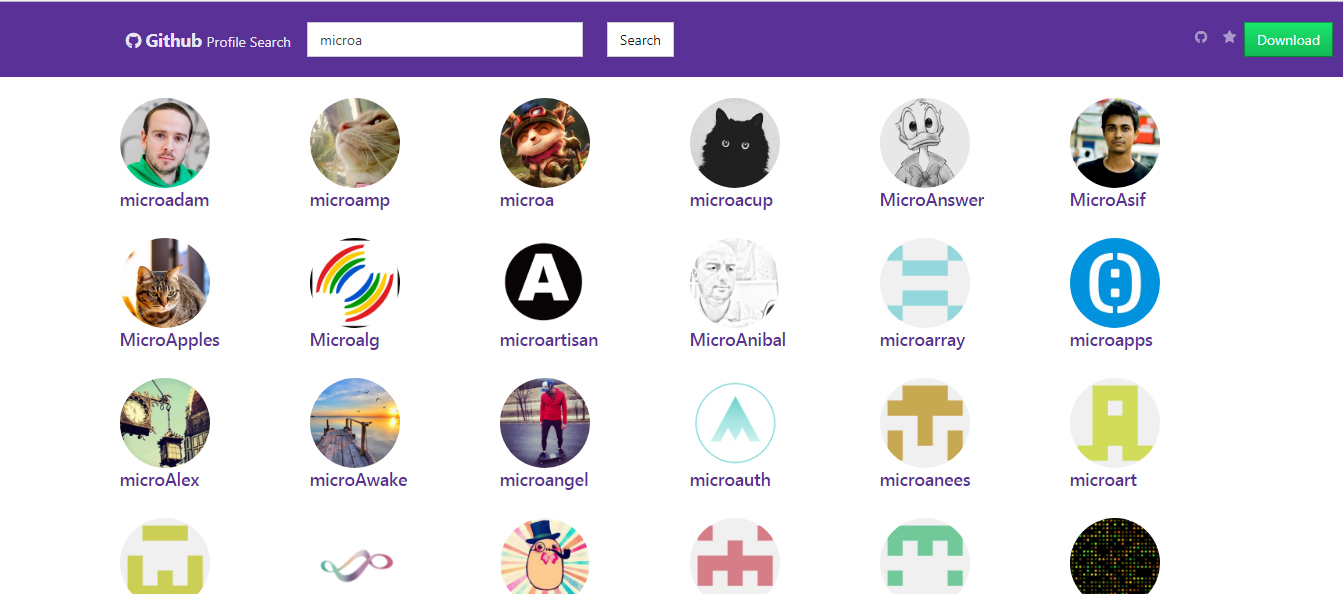 Github Profile Search microa Search Download
microadam microamp microa microacup MicroAnswer MicroAsif
MicroApples Microalg microartisan MicroAnibal microarray microapps
microAlex microAwake microangel microauth microanees microart